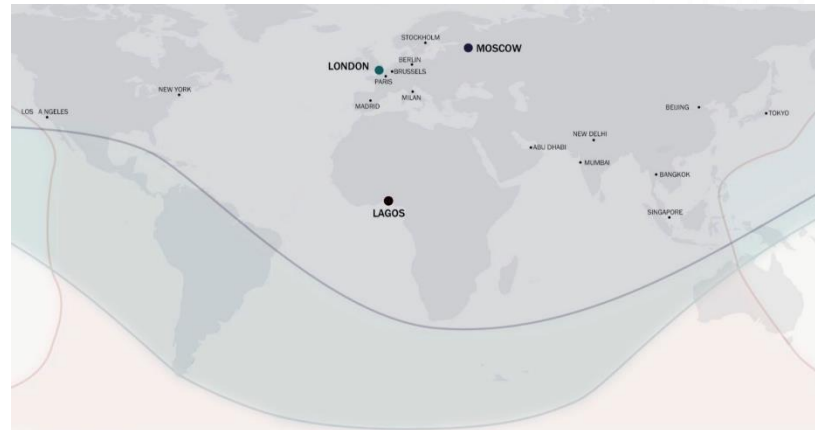 STOCKHOLM
MOSCOW
BERLIN
LONDON
BRUSSELS
PARIS
NEW YORK
MILAN
MADRID
LOS A NGELES
BEIJING
TOKYO
NEW DELHI
ABU DHABI
MUMBAI
BANGKOK
LAGOS
SINGAPORE